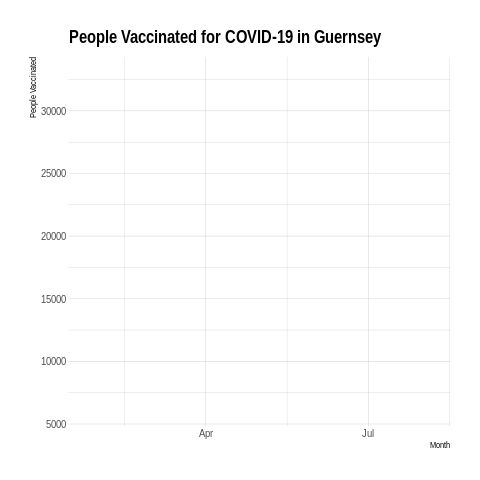 People Vaccinated for COVID-19 in Guernsey
People Vaccinated
30000
25000
20000
15000
10000
5000
Apr
Jul
Month